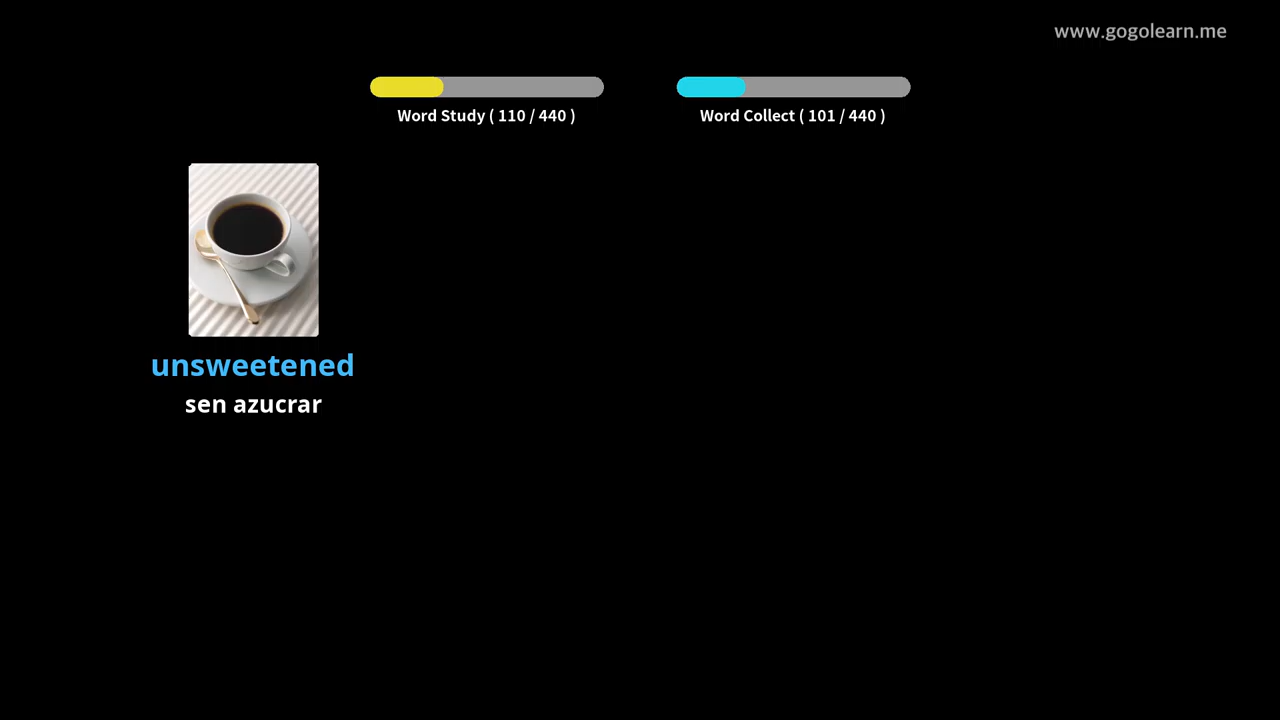 www.gogolearn.me
Word Study ( 110 / 440 )
Word Collect ( 101 / 440 )
unsweetened
sen azucrar